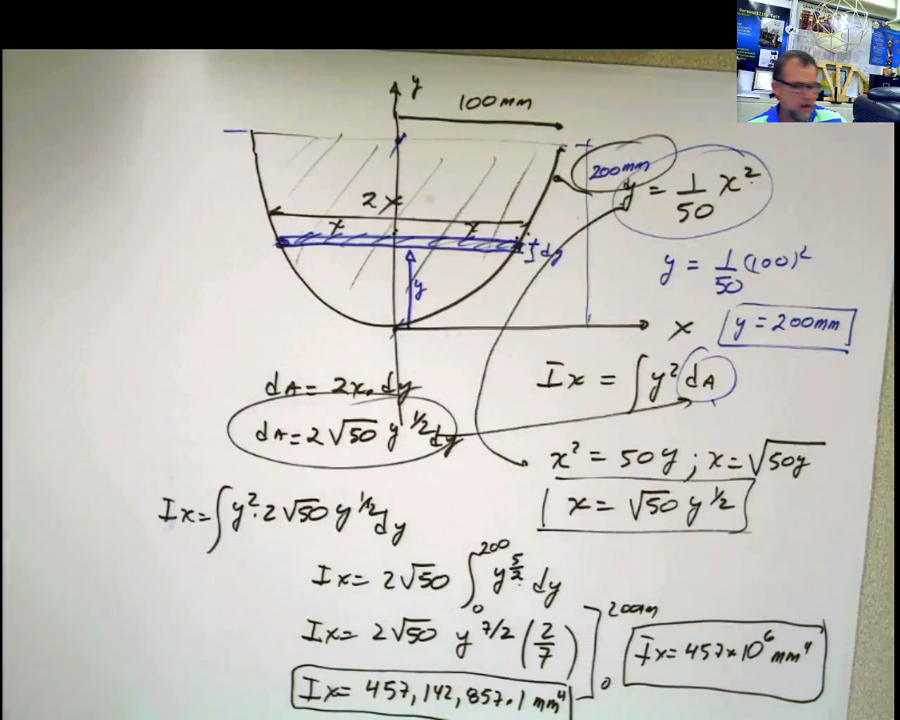 y
100mm
200mm
y = 1/50 x²
2x
x x
dy
y
y = 1/50 (100)²
x
y = 200mm
Ix = ∫ y² dA
dA = 2x · dy
dA = 2√50 y^1/2 dy
x² = 50y ; x = √50y
x = √50 y^1/2
Ix = ∫ y² · 2√50 y^1/2 dy
Ix = 2√50 ∫₀²⁰⁰ y^5/2 dy
Ix = 2√50 y^7/2 (2/7) ]
0
Ix = 457×10⁶ mm⁴
Ix = 457,142,857.1 mm⁴